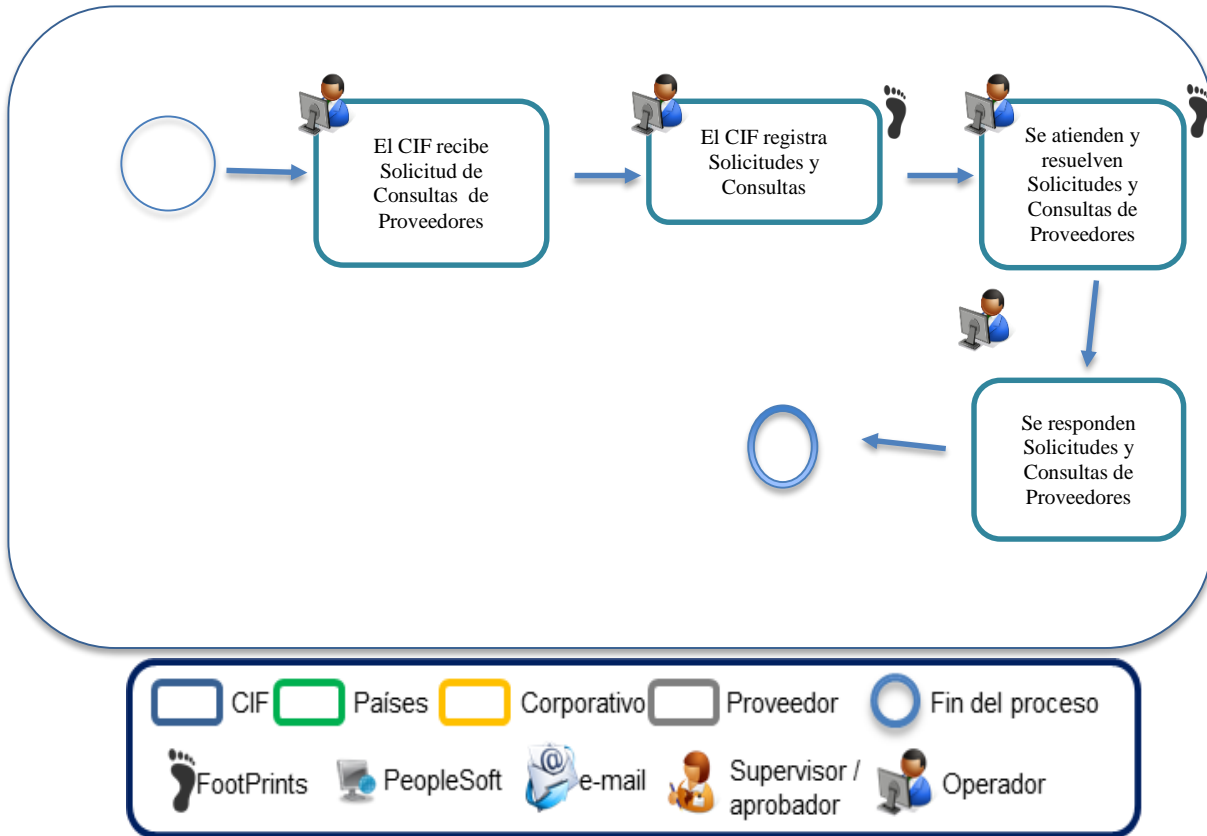 El CIF recibe
Solicitud de
Consultas de
Proveedores
El CIF registra
Solicitudes y
Consultas
Se atienden y
resuelven
Solicitudes y
Consultas de
Proveedores
Se responden
Solicitudes y
Consultas de
Proveedores
CIF
Países
Corporativo
Proveedor
Fin del proceso
FootPrints
PeopleSoft
@
e-mail
Supervisor /
aprobador
Operador